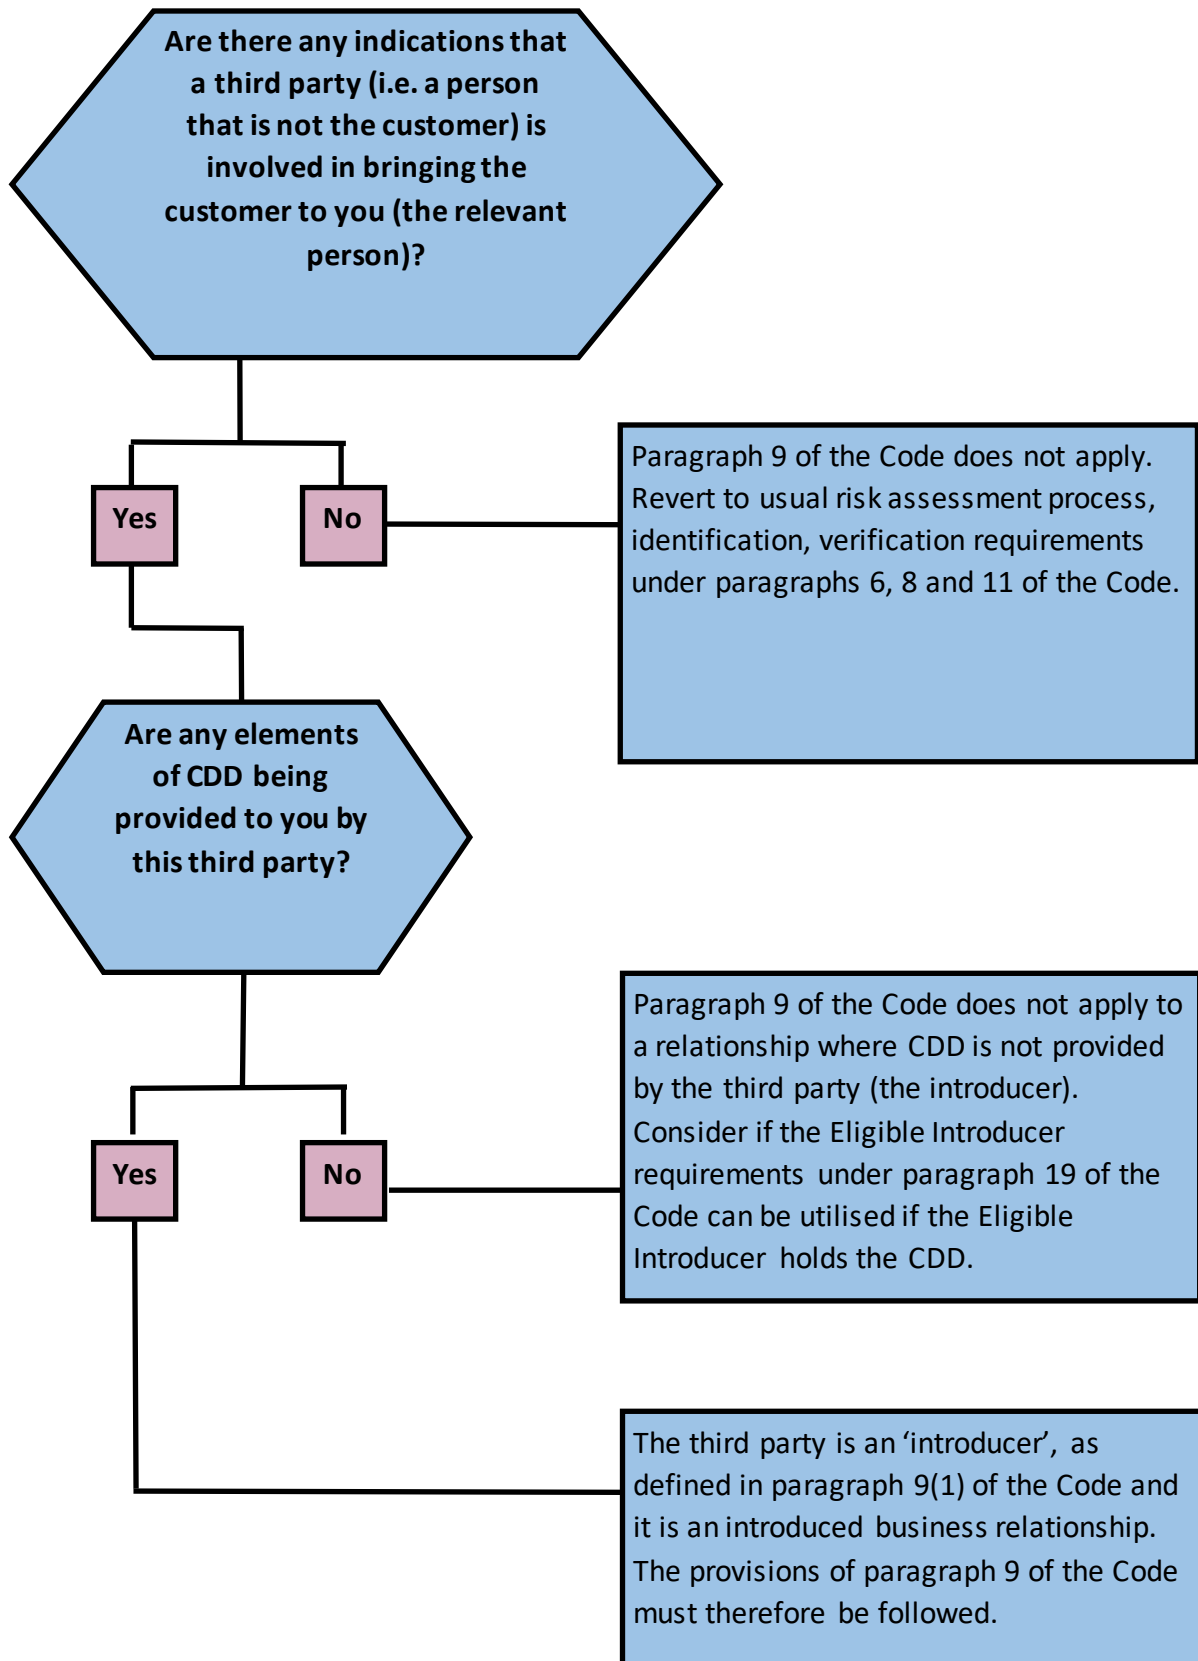 Are there any indications that
a third party (i.e. a person
that is not the customer) is
involved in bringing the
customer to you (the relevant
person)?
Yes
No
Paragraph 9 of the Code does not apply.
Revert to usual risk assessment process,
identification, verification requirements
under paragraphs 6, 8 and 11 of the Code.
Are any elements
of CDD being
provided to you by
this third party?
Yes
No
Paragraph 9 of the Code does not apply to
a relationship where CDD is not provided
by the third party (the introducer).
Consider if the Eligible Introducer
requirements under paragraph 19 of the
Code can be utilised if the Eligible
Introducer holds the CDD.
The third party is an ‘introducer’, as
defined in paragraph 9(1) of the Code and
it is an introduced business relationship.
The provisions of paragraph 9 of the Code
must therefore be followed.